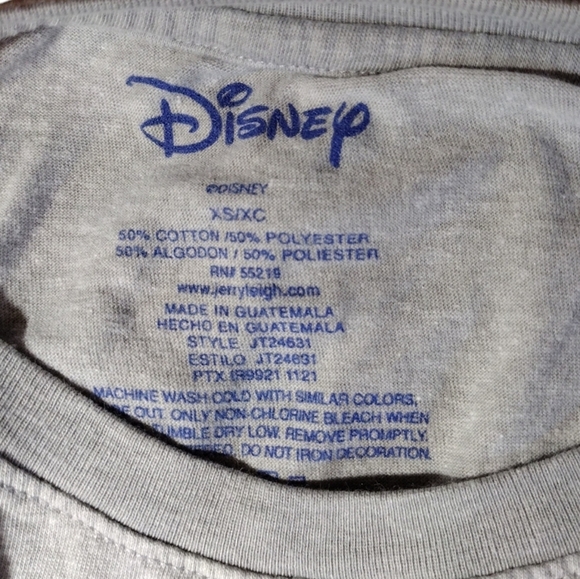 Disney
©DISNEY
XS/XC
50% COTTON /50% POLYESTER
50% ALGODON / 50% POLIESTER
RN# 55219
www.jerryleigh.com
MADE IN GUATEMALA
HECHO EN GUATEMALA
STYLE JT24631
ESTILO JT24631
PTX IR9921 1121
MACHINE WASH COLD WITH SIMILAR COLORS,
OUT. ONLY NON-CHLORINE BLEACH WHEN
TUMBLE DRY LOW. REMOVE PROMPTLY.
DO NOT IRON DECORATION.